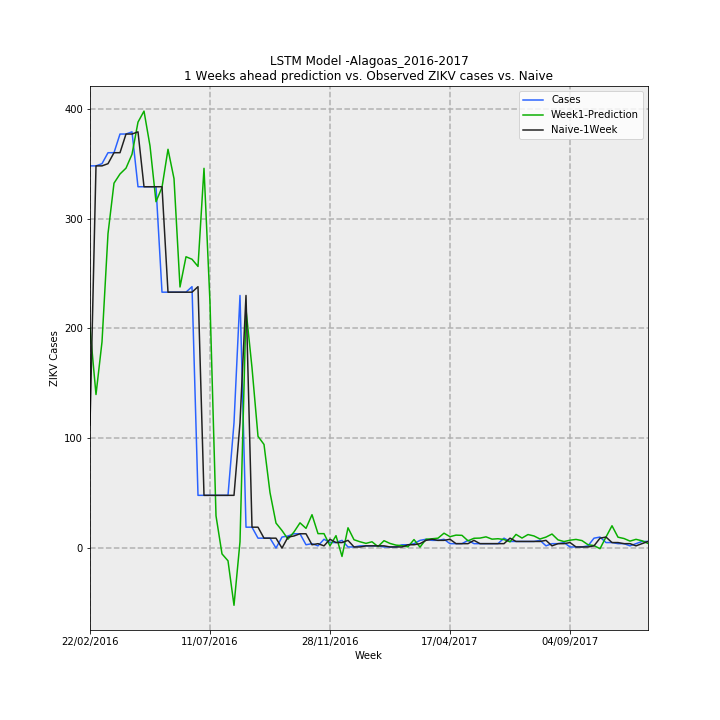 LSTM Model -Alagoas_2016-2017
1 Weeks ahead prediction vs. Observed ZIKV cases vs. Naive
Cases
Week1-Prediction
Naive-1Week
400
300
200
100
0
ZIKV Cases
22/02/2016
11/07/2016
28/11/2016
17/04/2017
04/09/2017
Week